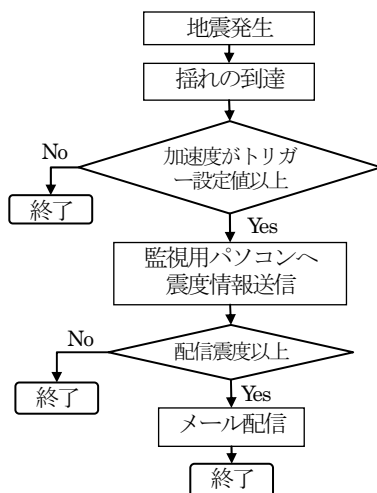 地震発生
揺れの到達
加速度がトリガ
ー設定値以上
No
終了
Yes
監視用パソコンへ
震度情報送信
配信震度以上
No
終了
Yes
メール配信
終了